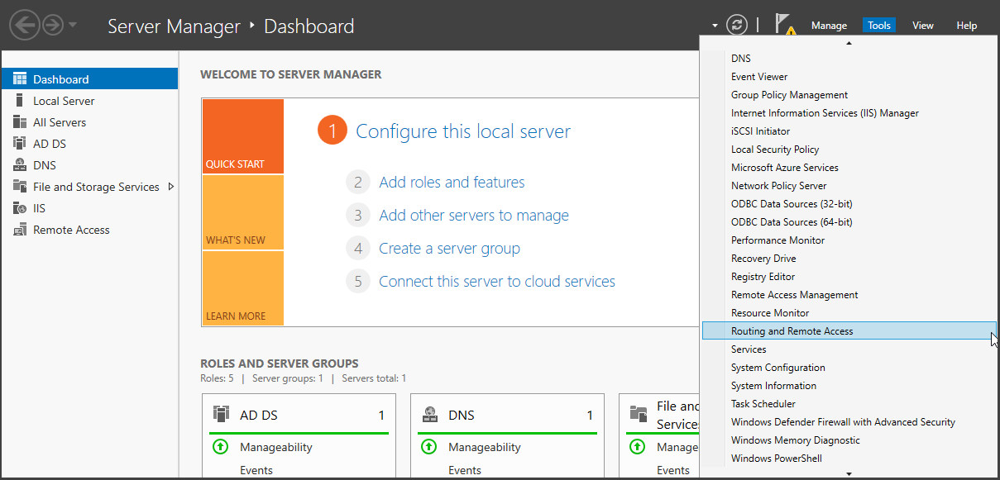 Server Manager ‣ Dashboard
Manage Tools View Help
Dashboard
Local Server
All Servers
AD DS
DNS
File and Storage Services
IIS
Remote Access
WELCOME TO SERVER MANAGER
QUICK START
WHAT'S NEW
LEARN MORE
1 Configure this local server
2 Add roles and features
3 Add other servers to manage
4 Create a server group
5 Connect this server to cloud services
ROLES AND SERVER GROUPS
Roles: 5 | Server groups: 1 | Servers total: 1
AD DS 1
Manageability
Events
DNS 1
Manageability
Events
File and
Services
Manage
Events
DNS
Event Viewer
Group Policy Management
Internet Information Services (IIS) Manager
iSCSI Initiator
Local Security Policy
Microsoft Azure Services
Network Policy Server
ODBC Data Sources (32-bit)
ODBC Data Sources (64-bit)
Performance Monitor
Recovery Drive
Registry Editor
Remote Access Management
Resource Monitor
Routing and Remote Access
Services
System Configuration
System Information
Task Scheduler
Windows Defender Firewall with Advanced Security
Windows Memory Diagnostic
Windows PowerShell